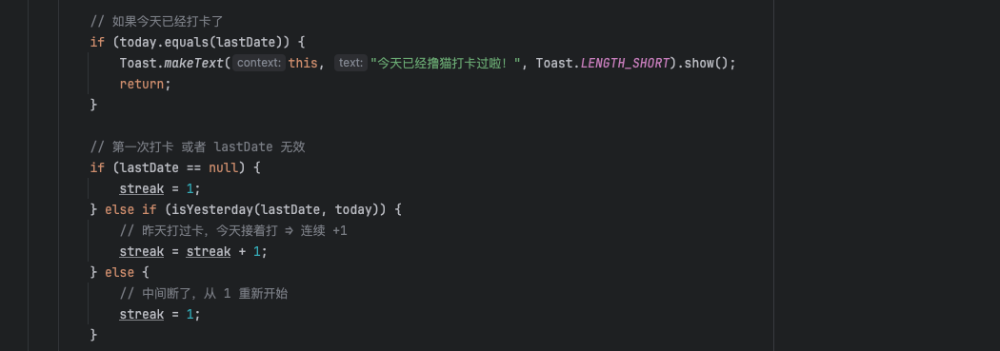 // 如果今天已经打卡了
if (today.equals(lastDate)) {
Toast.makeText( context: this, text: "今天已经撸猫打卡过啦！", Toast.LENGTH_SHORT).show();
return;
}
// 第一次打卡 或者 lastDate 无效
if (lastDate == null) {
streak = 1;
} else if (isYesterday(lastDate, today)) {
// 昨天打过卡，今天接着打 => 连续 +1
streak = streak + 1;
} else {
// 中间断了，从 1 重新开始
streak = 1;
}